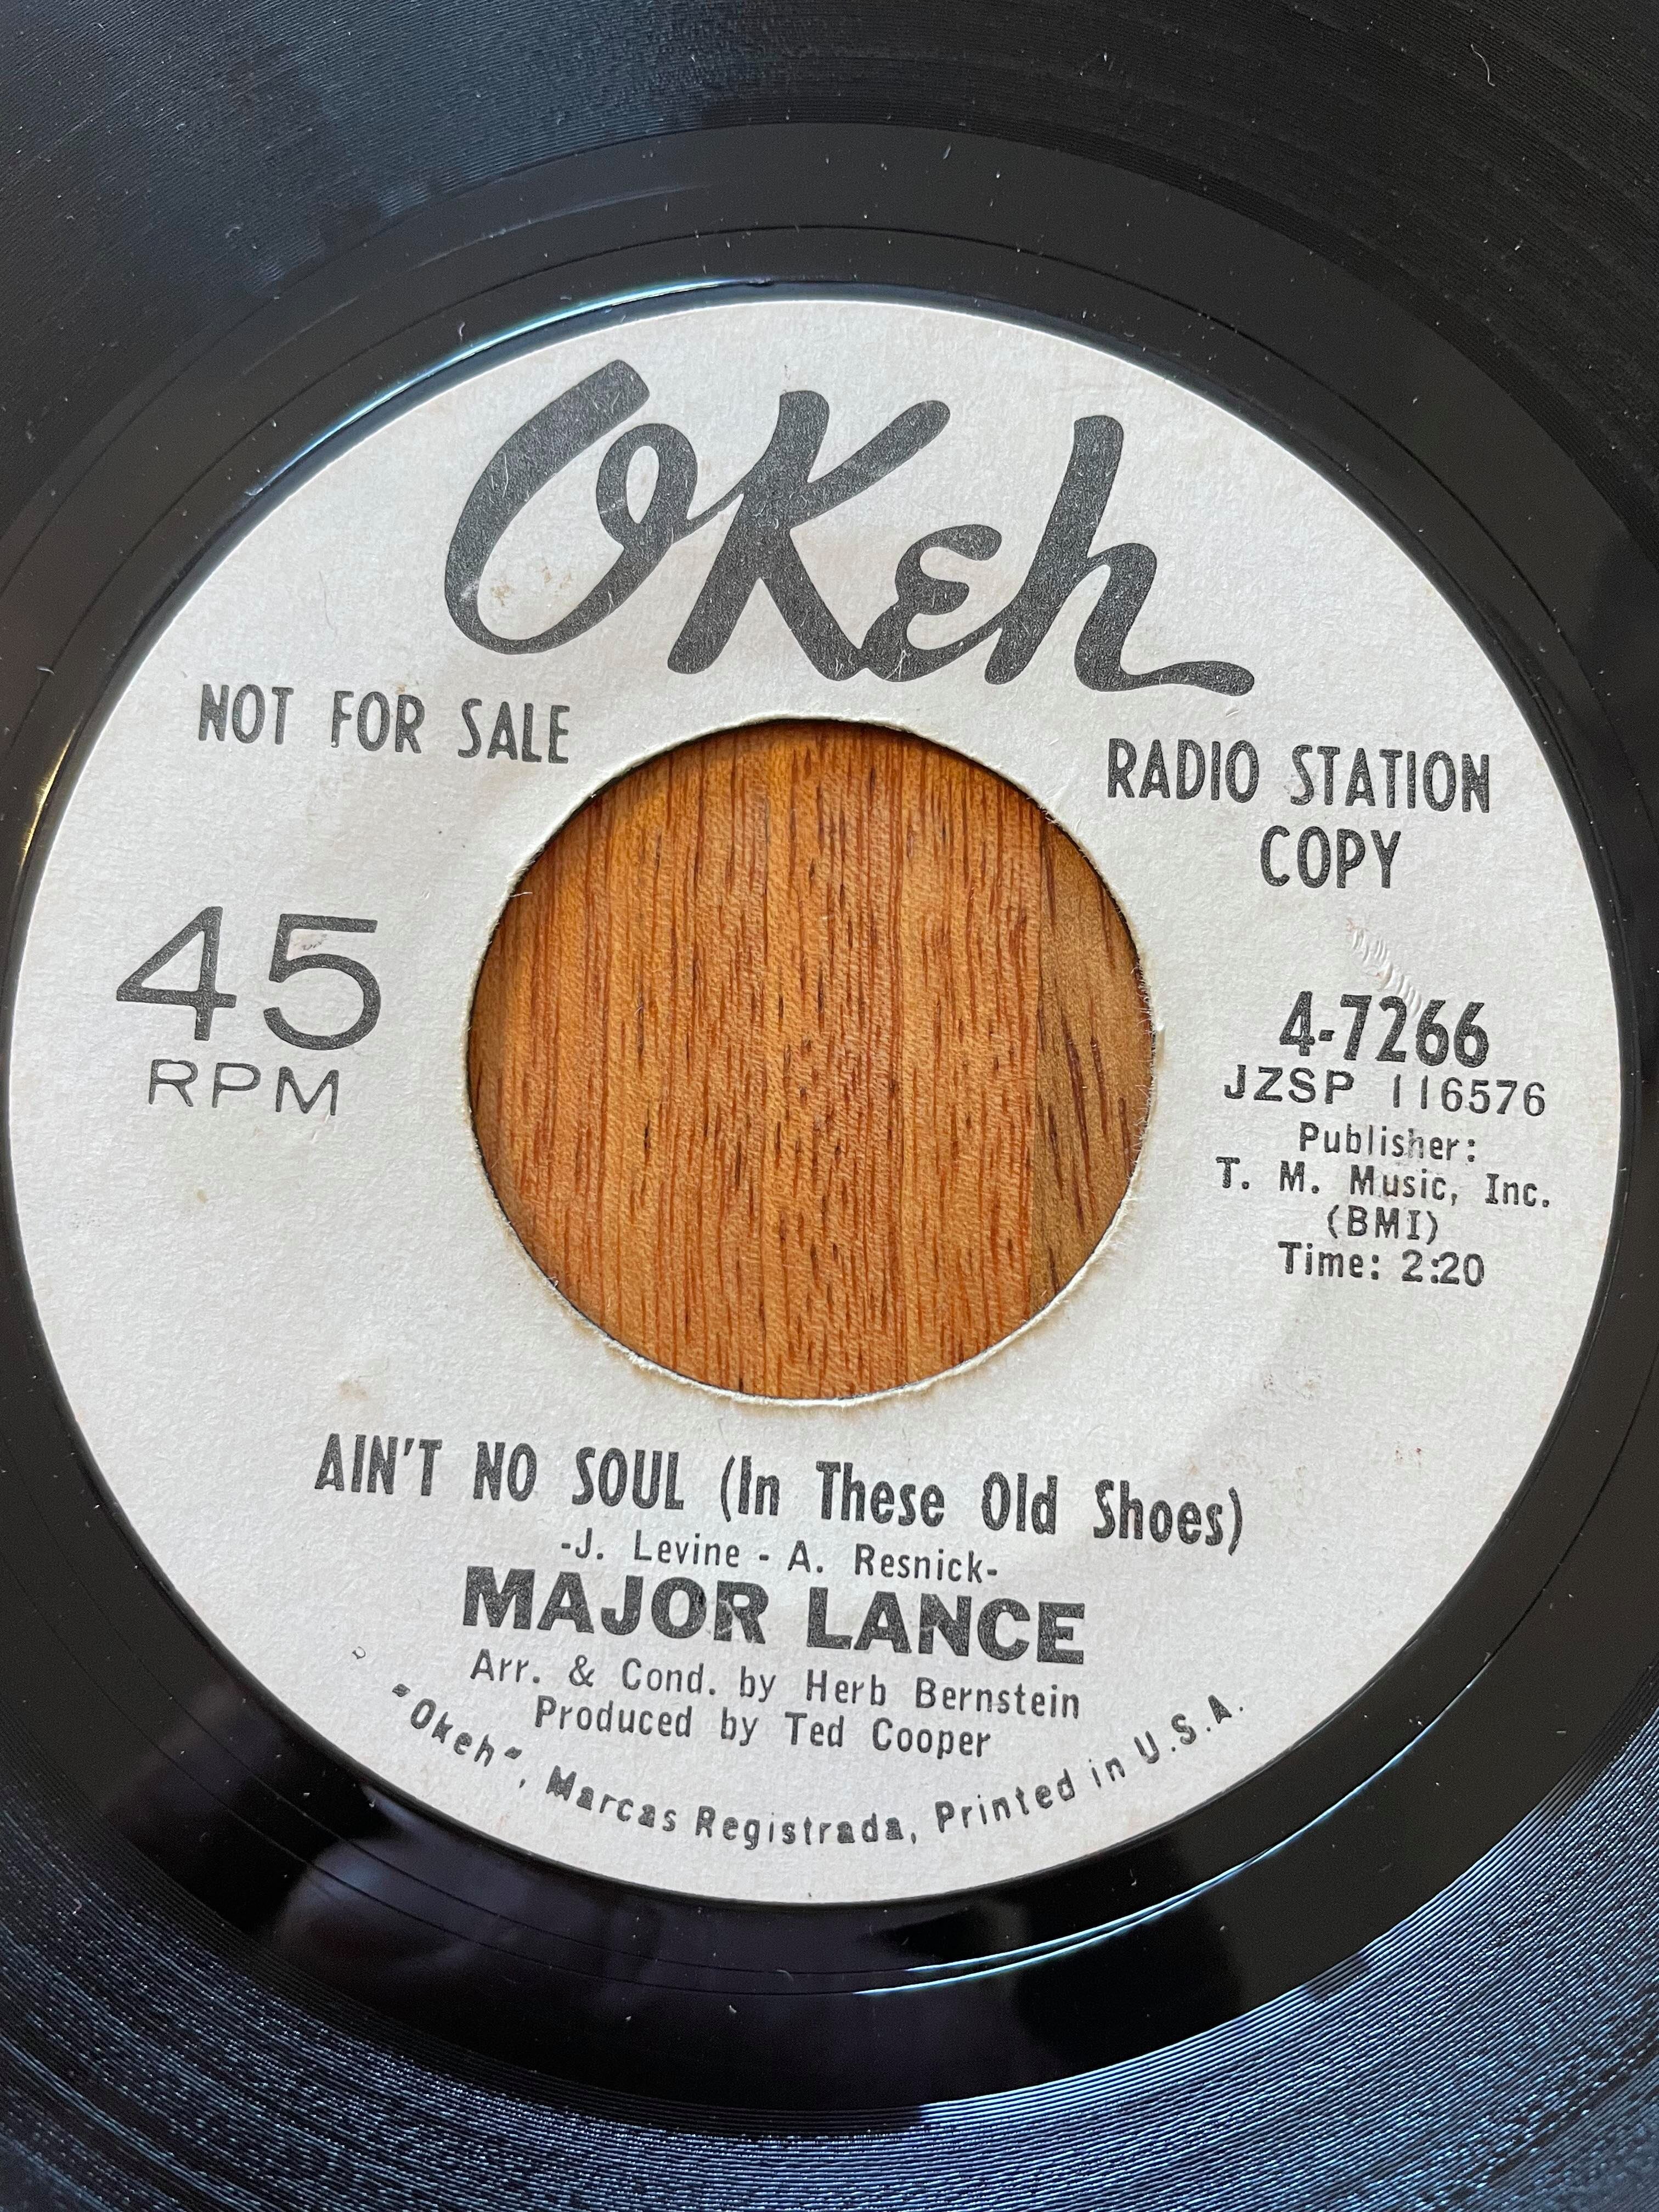 OKeh
NOT FOR SALE
RADIO STATION
COPY
45
RPM
4-7266
JZSP 116576
Publisher:
T. M. Music, Inc.
(BMI)
Time: 2:20
AIN'T NO SOUL (In These Old Shoes)
-J. Levine - A. Resnick-
MAJOR LANCE
Arr. & Cond. by Herb Bernstein
Produced by Ted Cooper
"Okeh", Marcas Registrada, Printed in U.S.A.